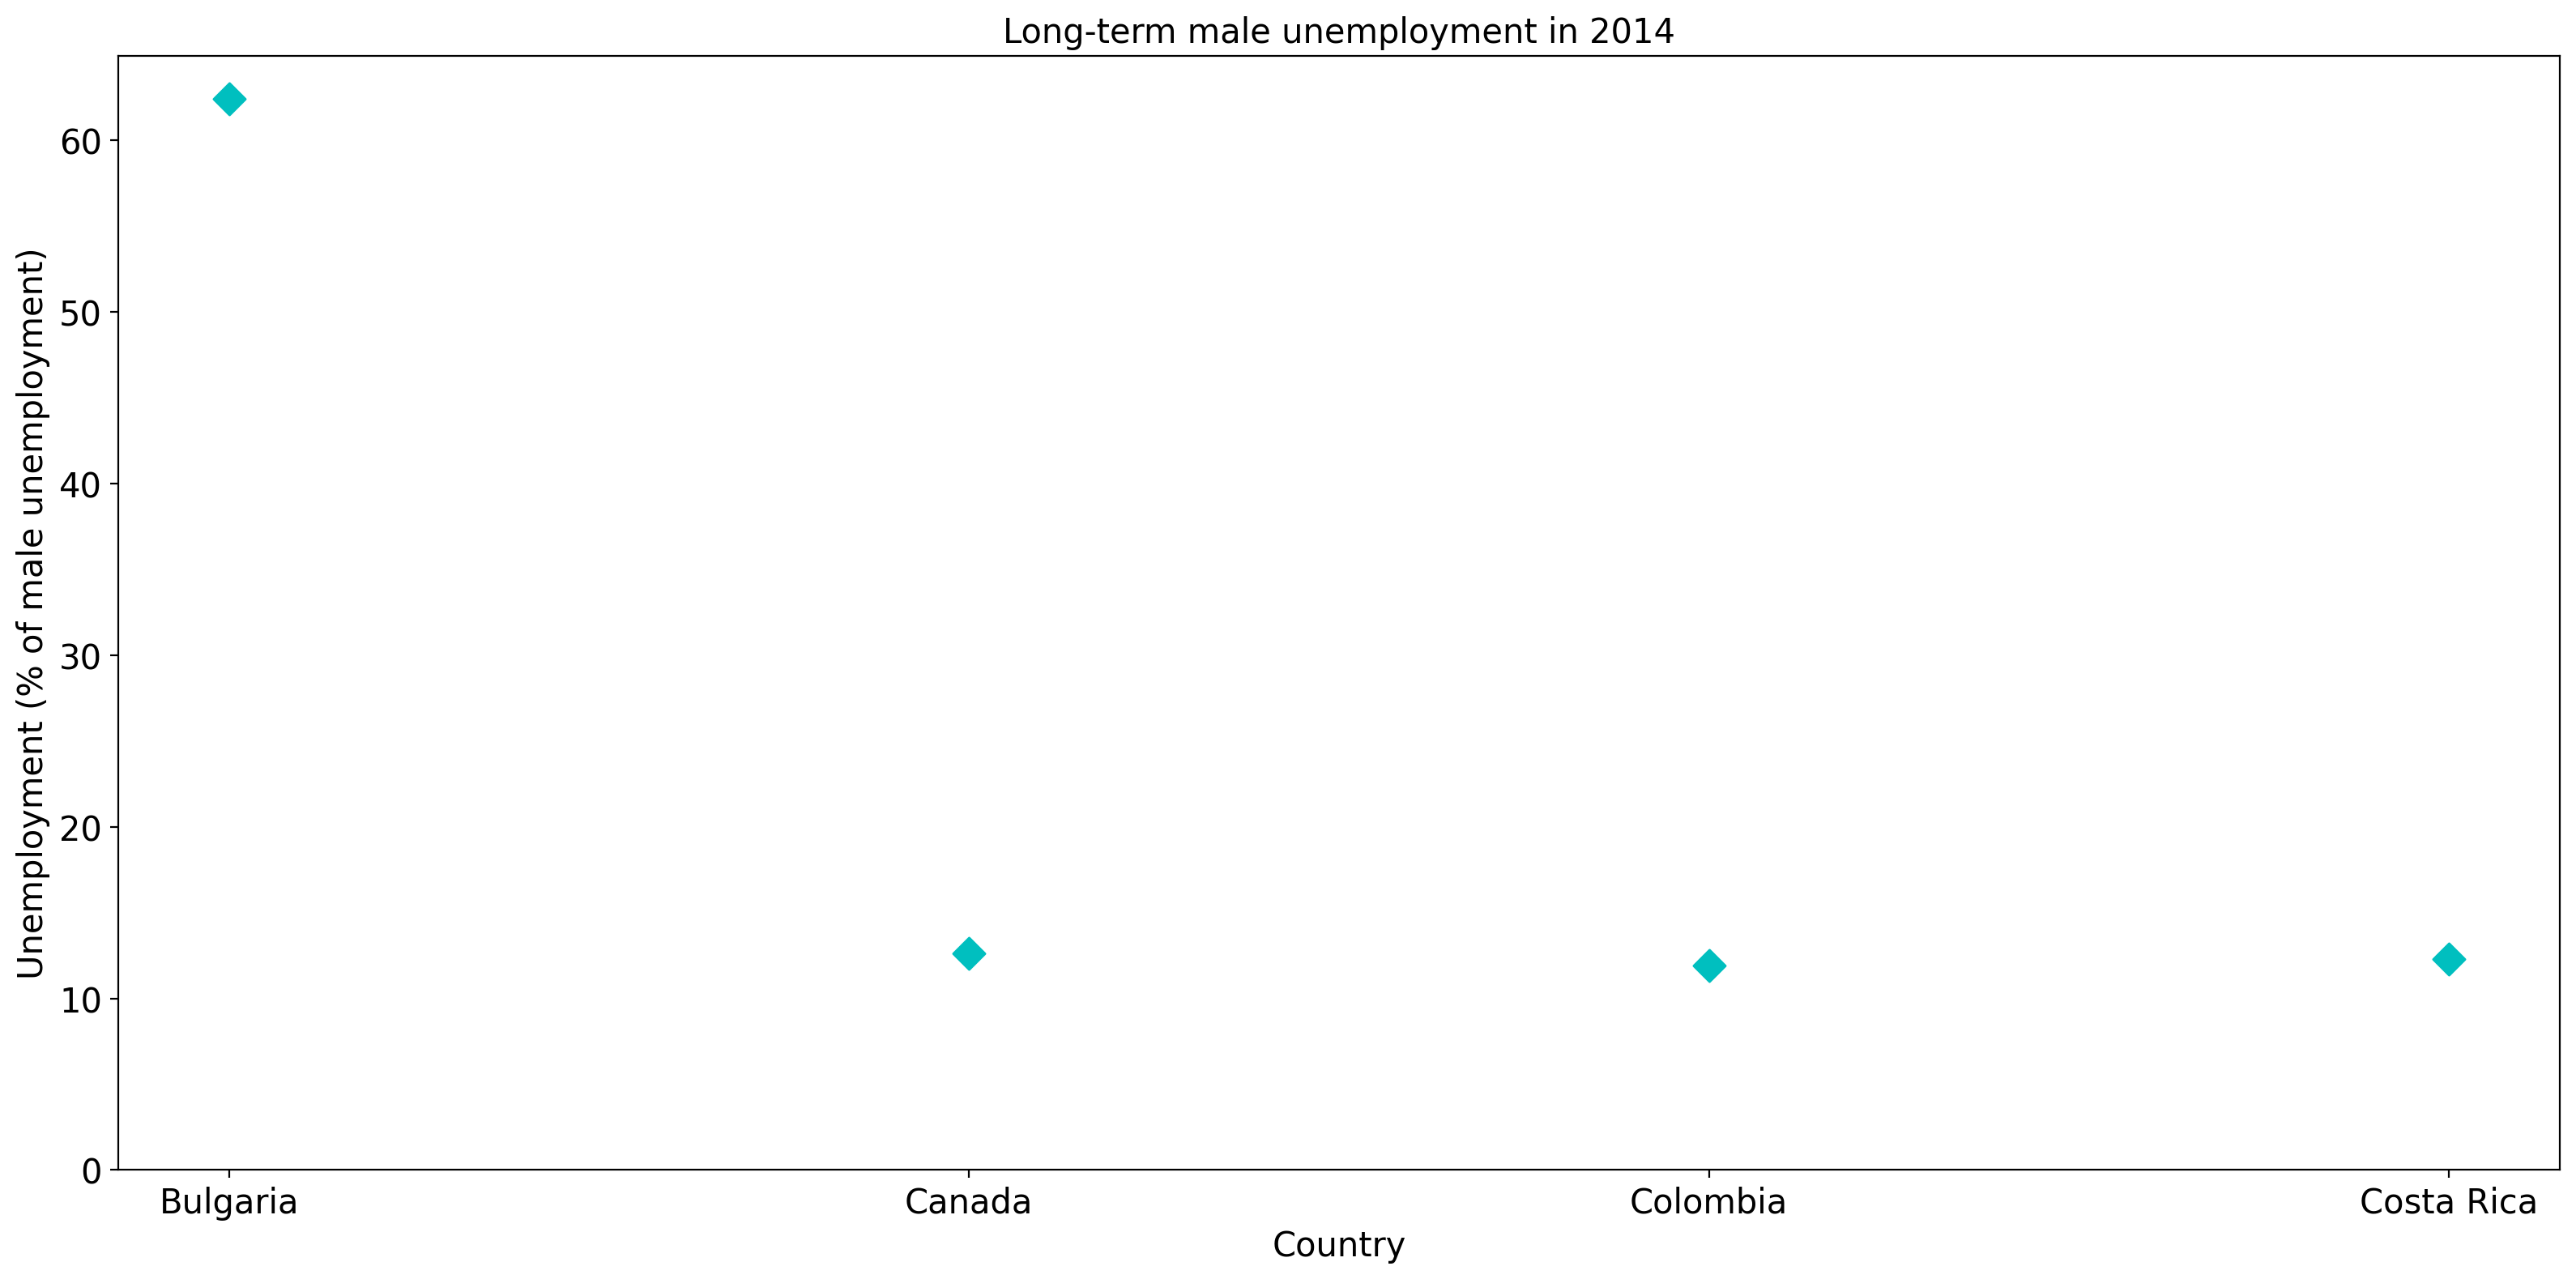 Long-term male unemployment in 2014
Unemployment (% of male unemployment)
60
50
40
30
20
10
0
Bulgaria
Canada
Colombia
Costa Rica
Country